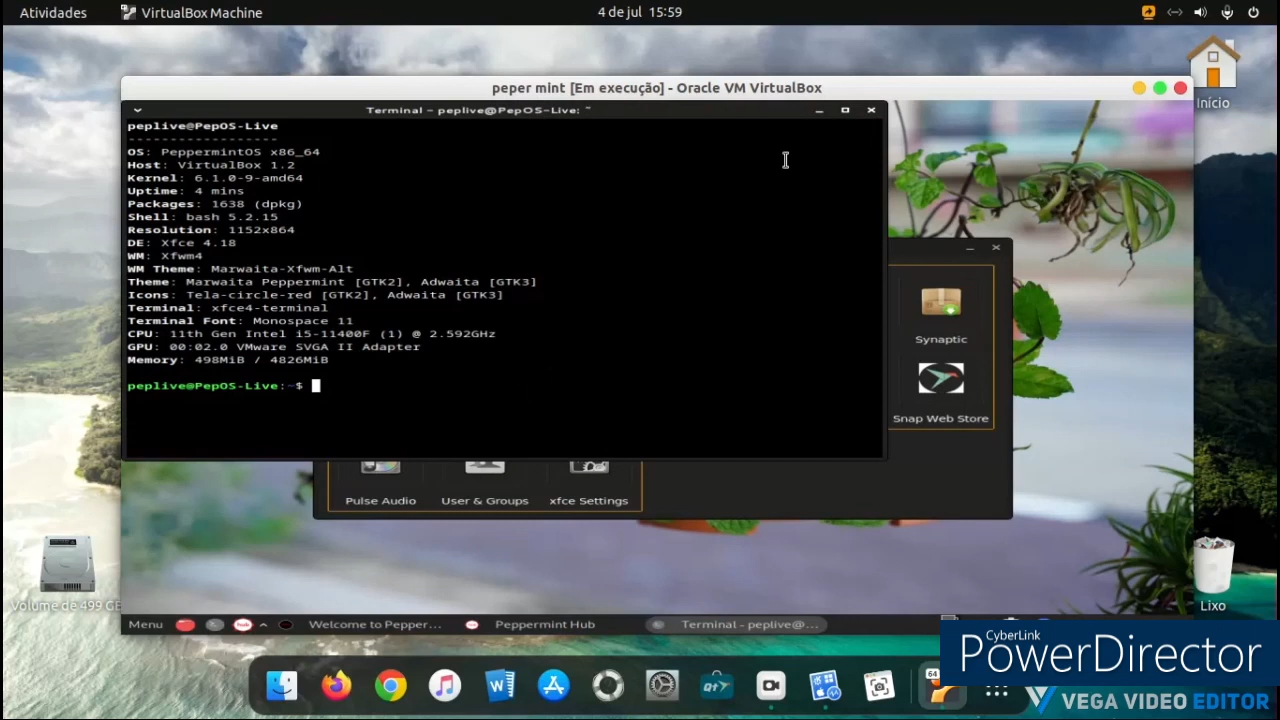 Atividades
VirtualBox Machine
4 de jul 15:59
Início
peper mint [Em execução] - Oracle VM VirtualBox
Terminal - peplive@PepOS-Live: ~
peplive@PepOS-Live
------------------
OS: PeppermintOS x86_64
Host: VirtualBox 1.2
Kernel: 6.1.0-9-amd64
Uptime: 4 mins
Packages: 1638 (dpkg)
Shell: bash 5.2.15
Resolution: 1152x864
DE: Xfce 4.18
WM: Xfwm4
WM Theme: Marwaita-Xfwm-Alt
Theme: Marwaita Peppermint [GTK2], Adwaita [GTK3]
Icons: Tela-circle-red [GTK2], Adwaita [GTK3]
Terminal: xfce4-terminal
Terminal Font: Monospace 11
CPU: 11th Gen Intel i5-11400F (1) @ 2.592GHz
GPU: 00:02.0 VMware SVGA II Adapter
Memory: 498MiB / 4826MiB
peplive@PepOS-Live:~$
Synaptic
Snap Web Store
Pulse Audio
User & Groups
xfce Settings
Volume de 499 GB
Lixo
Menu
hub
Welcome to Pepper...
Peppermint Hub
Terminal - peplive@...
64
CyberLink
PowerDirector
VEGA VIDEO EDITOR